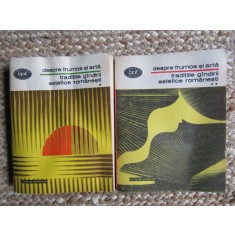 bpt
despre frumos și artă
tradițiile gîndirii
estetice românești
*
bpt
despre frumos și artă
tradițiile gîndirii
estetice românești
**